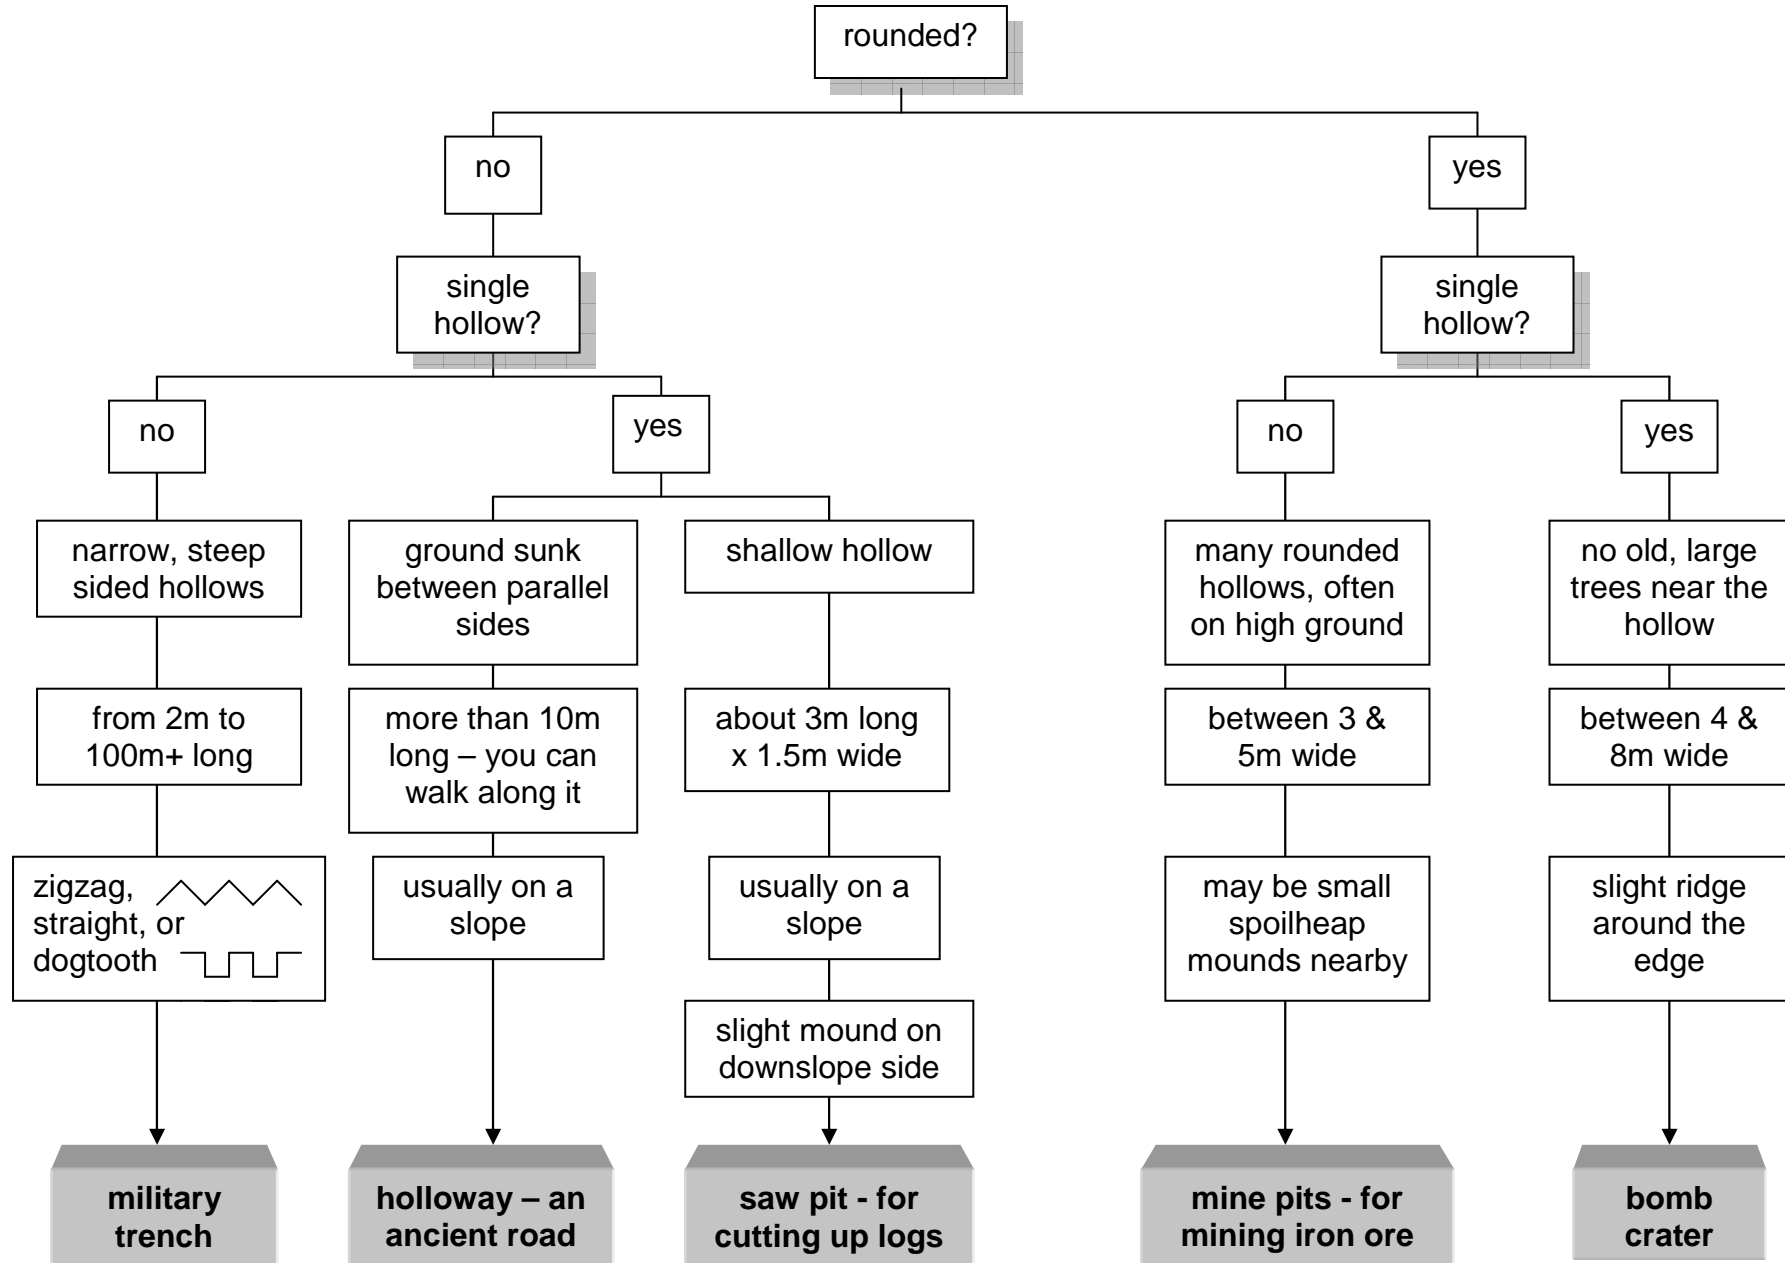 rounded?
no
yes
single
hollow?
single
hollow?
no
yes
no
yes
narrow, steep
sided hollows
ground sunk
between parallel
sides
shallow hollow
many rounded
hollows, often
on high ground
no old, large
trees near the
hollow
from 2m to
100m+ long
more than 10m
long – you can
walk along it
about 3m long
x 1.5m wide
between 3 &
5m wide
between 4 &
8m wide
zigzag,
straight, or
dogtooth
usually on a
slope
usually on a
slope
may be small
spoilheap
mounds nearby
slight ridge
around the
edge
slight mound on
downslope side
military
trench
holloway – an
ancient road
saw pit - for
cutting up logs
mine pits - for
mining iron ore
bomb
crater